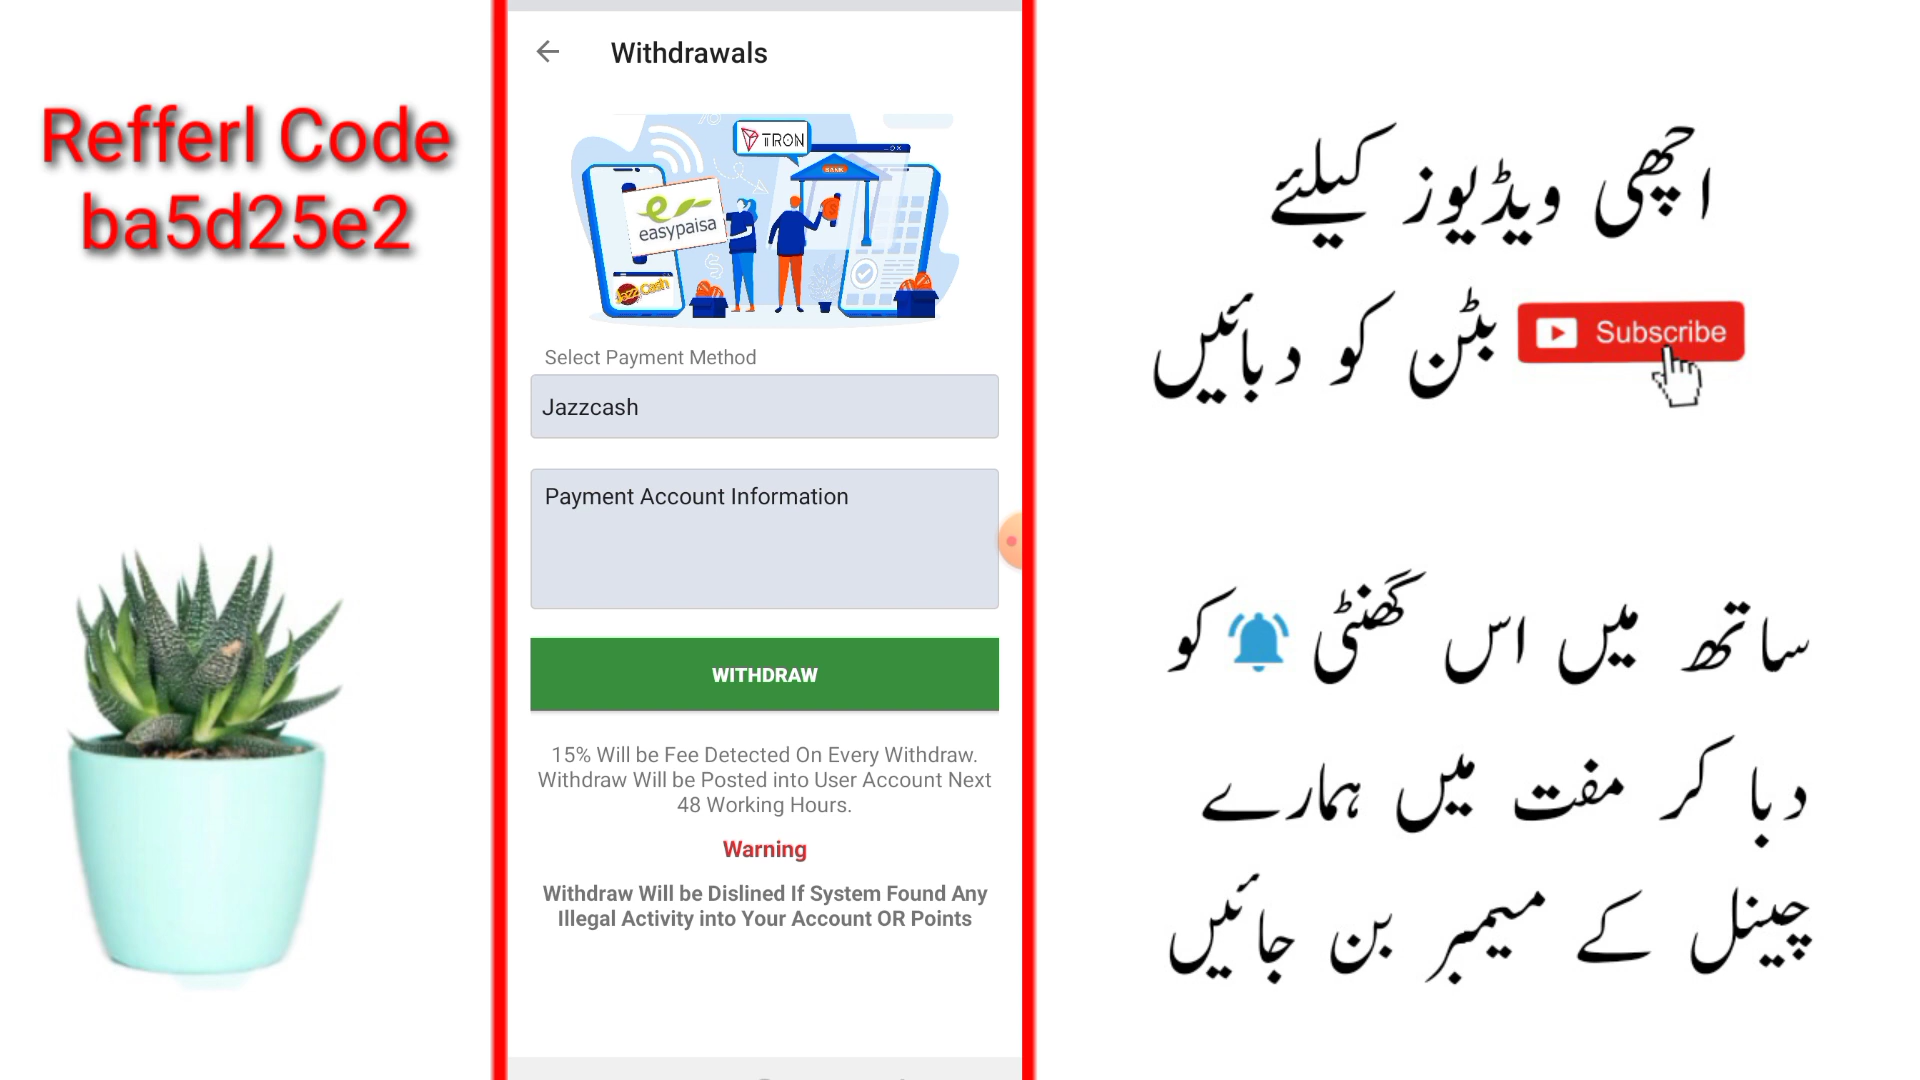 Refferl Code
ba5d25e2
Withdrawals
TRON
BANK
easypaisa
Jazz Cash
Select Payment Method
Jazzcash
Payment Account Information
WITHDRAW
15% Will be Fee Detected On Every Withdraw.
Withdraw Will be Posted into User Account Next
48 Working Hours.
Warning
Withdraw Will be Dislined If System Found Any
Illegal Activity into Your Account OR Points
اچھی ویڈیوز کیلئے
Subscribe بٹن کو دبائیں
ساتھ میں اس گھنٹی کو
دبا کر مفت میں ہمارے
چینل کے میمبر بن جائیں